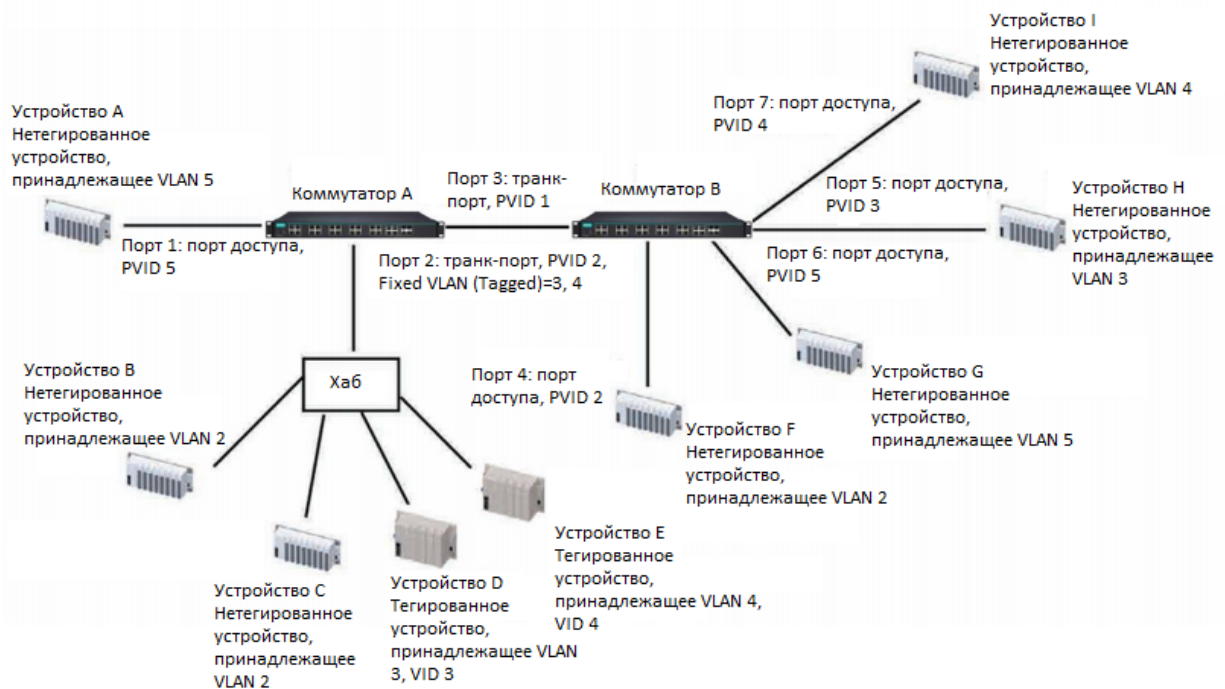 Устройство I
Нетегированное
устройство,
принадлежащее VLAN 4
Порт 7: порт доступа,
PVID 4
Устройство A
Нетегированное
устройство,
принадлежащее VLAN 5
Коммутатор A
Порт 3: транк-
порт, PVID 1
Коммутатор B
Порт 5: порт доступа,
PVID 3
Устройство H
Нетегированное
устройство,
принадлежащее
VLAN 3
Порт 1: порт доступа,
PVID 5
Порт 2: транк-порт, PVID 2,
Fixed VLAN (Tagged)=3, 4
Порт 6: порт доступа,
PVID 5
Устройство B
Нетегированное
устройство,
принадлежащее VLAN 2
Хаб
Порт 4: порт
доступа, PVID 2
Устройство G
Нетегированное
устройство,
принадлежащее VLAN 5
Устройство F
Нетегированное
устройство,
принадлежащее VLAN 2
Устройство C
Нетегированное
устройство,
принадлежащее
VLAN 2
Устройство D
Тегированное
устройство,
принадлежащее VLAN
3, VID 3
Устройство E
Тегированное
устройство,
принадлежащее VLAN 4,
VID 4